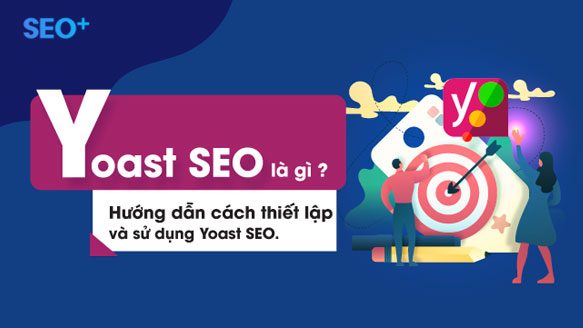 SEO+
Yoast SEO là gì ?
Hướng dẫn cách thiết lập
và sử dụng Yoast SEO.
y